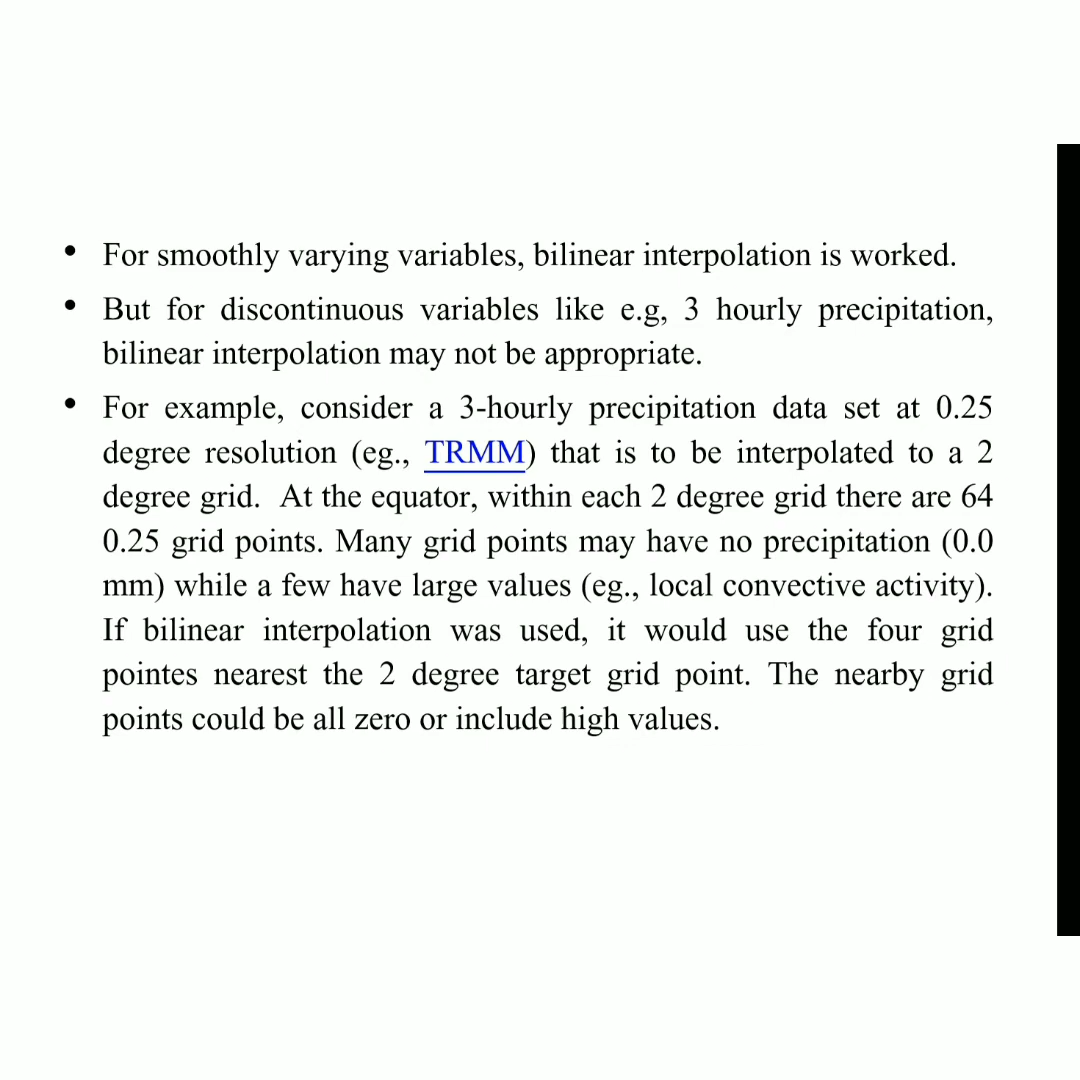 • For smoothly varying variables, bilinear interpolation is worked.
• But for discontinuous variables like e.g, 3 hourly precipitation,
bilinear interpolation may not be appropriate.
• For example, consider a 3-hourly precipitation data set at 0.25
degree resolution (eg., TRMM) that is to be interpolated to a 2
degree grid.  At the equator, within each 2 degree grid there are 64
0.25 grid points. Many grid points may have no precipitation (0.0
mm) while a few have large values (eg., local convective activity).
If bilinear interpolation was used, it would use the four grid
pointes nearest the 2 degree target grid point. The nearby grid
points could be all zero or include high values.